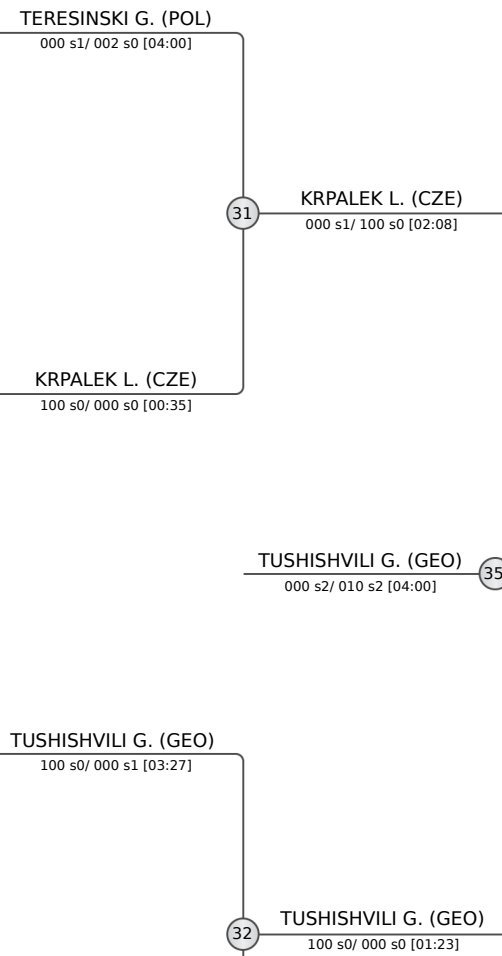 TERESINSKI G. (POL)
000 s1/ 002 s0 [04:00]
31
KRPALEK L. (CZE)
000 s1/ 100 s0 [02:08]
KRPALEK L. (CZE)
100 s0/ 000 s0 [00:35]
TUSHISHVILI G. (GEO)
35
000 s2/ 010 s2 [04:00]
TUSHISHVILI G. (GEO)
100 s0/ 000 s1 [03:27]
32
TUSHISHVILI G. (GEO)
100 s0/ 000 s0 [01:23]